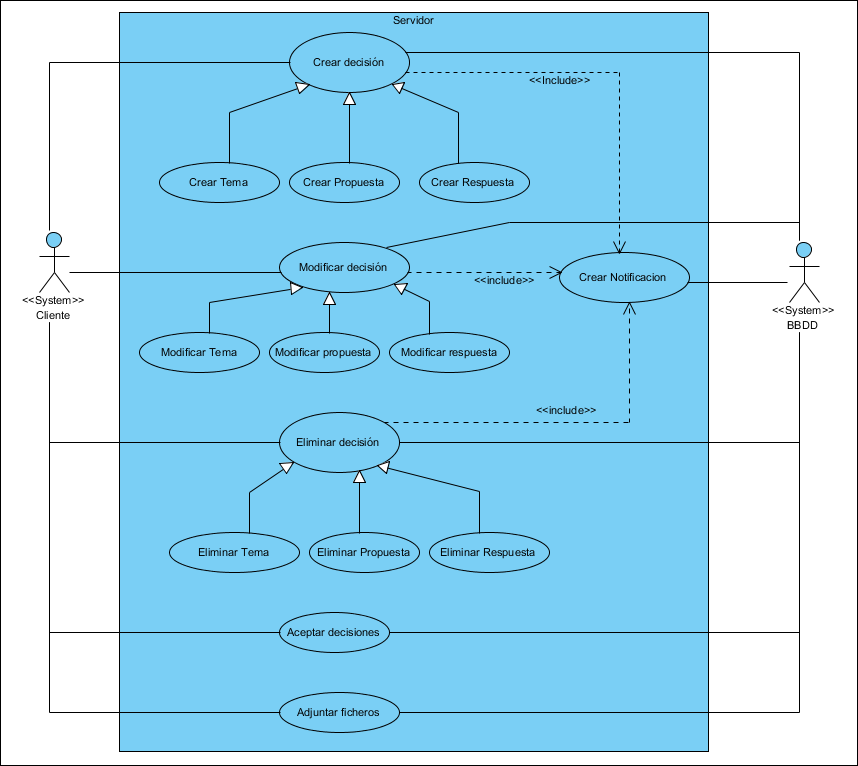 Servidor
Crear decisión
<<Include>>
Crear Tema
Crear Propuesta
Crear Respuesta
Modificar decisión
<<include>>
Crear Notificacion
<<System>>
Cliente
<<System>>
BBDD
Modificar Tema
Modificar propuesta
Modificar respuesta
<<include>>
Eliminar decisión
Eliminar Tema
Eliminar Propuesta
Eliminar Respuesta
Aceptar decisiones
Adjuntar ficheros